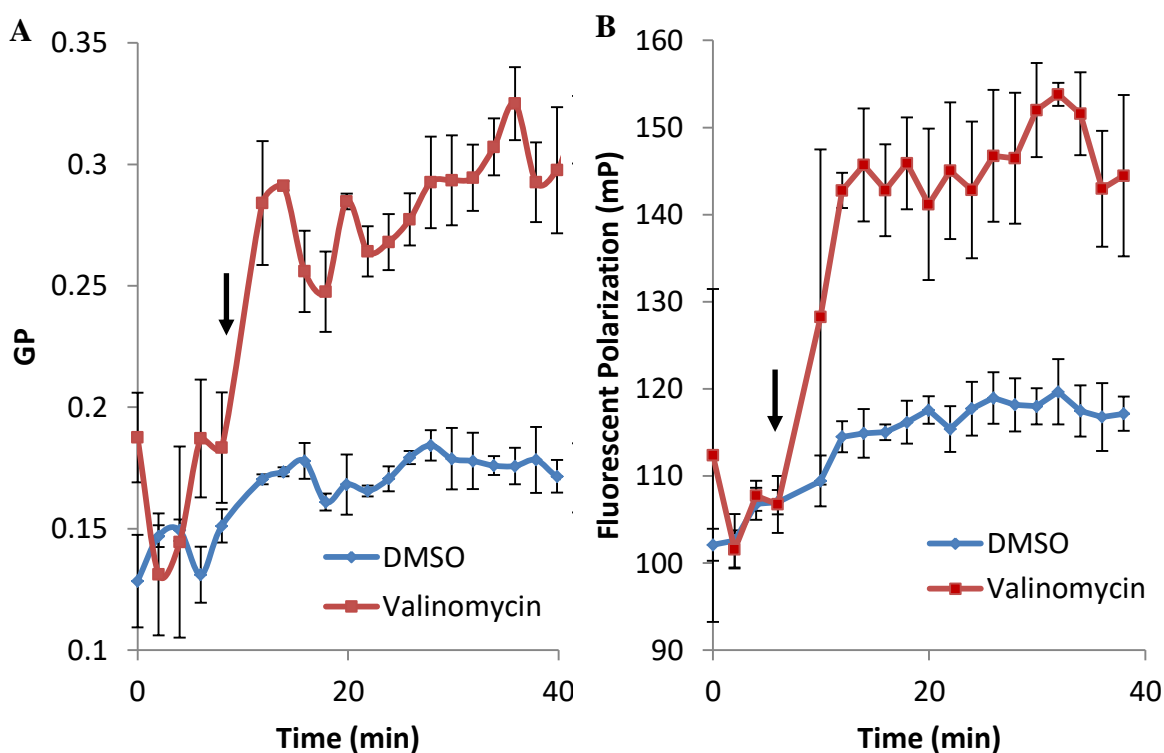 A
0.35
0.3
0.25
0.2
0.15
0.1
GP
0
20
40
Time (min)
DMSO
Valinomycin
B
160
150
140
130
120
110
100
90
Fluorescent Polarization (mP)
0
20
40
Time (min)
DMSO
Valinomycin